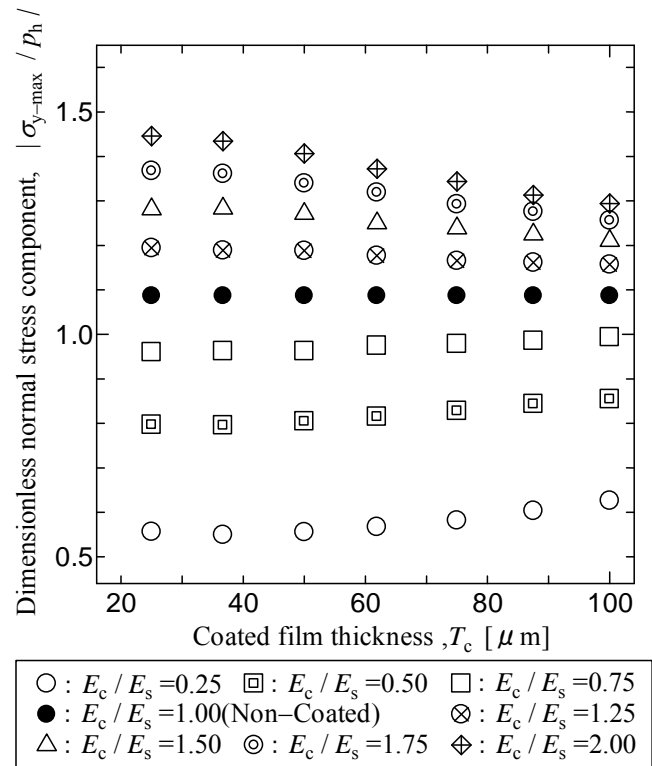 Dimensionless normal stress component, |σy−max / ph /
1.5
1.0
0.5
20 40 60 80 100
Coated film thickness ,Tc [ μ m]
○ : Ec / Es =0.25 : Ec / Es =0.50 □ : Ec / Es =0.75
● : Ec / Es =1.00(Non−Coated) ⊗ : Ec / Es =1.25
△ : Ec / Es =1.50 ◎ : Ec / Es =1.75 : Ec / Es =2.00